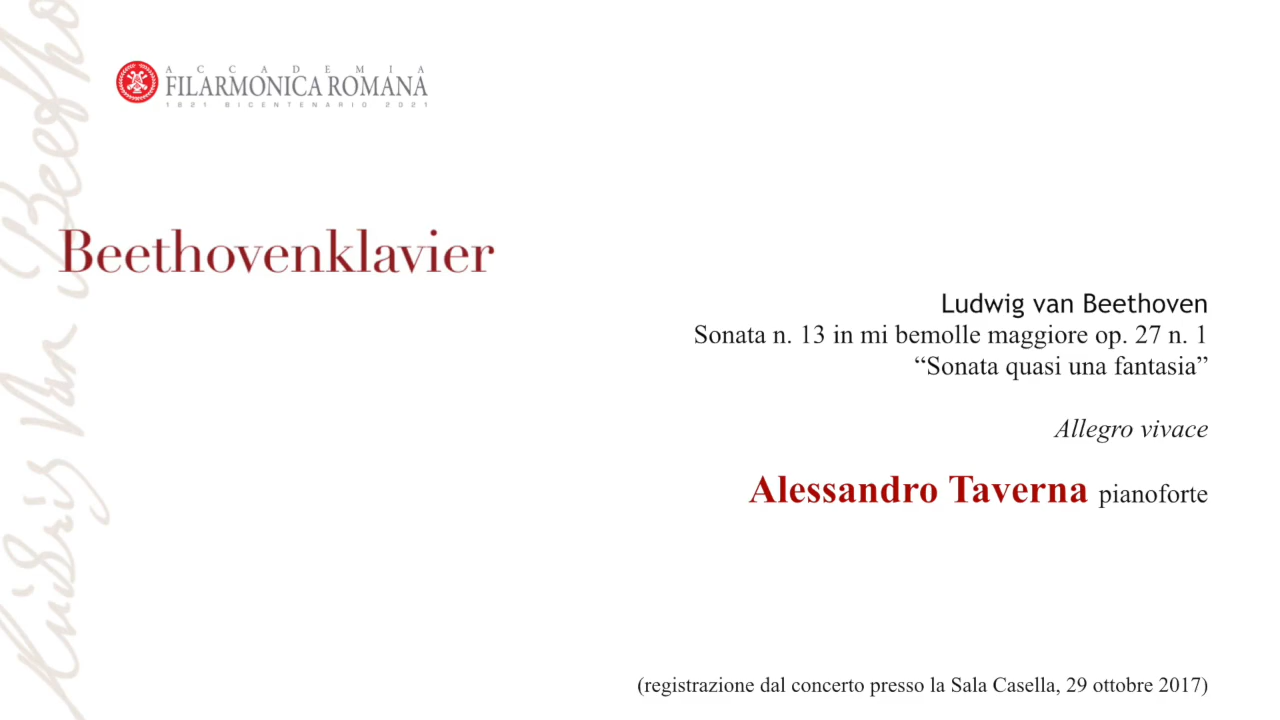 ACCADEMIA
FILARMONICA ROMANA
1821 BICENTENARIO 2021
Beethovenklavier
Ludwig van Beethoven
Sonata n. 13 in mi bemolle maggiore op. 27 n. 1
“Sonata quasi una fantasia”
Allegro vivace
Alessandro Taverna pianoforte
(registrazione dal concerto presso la Sala Casella, 29 ottobre 2017)